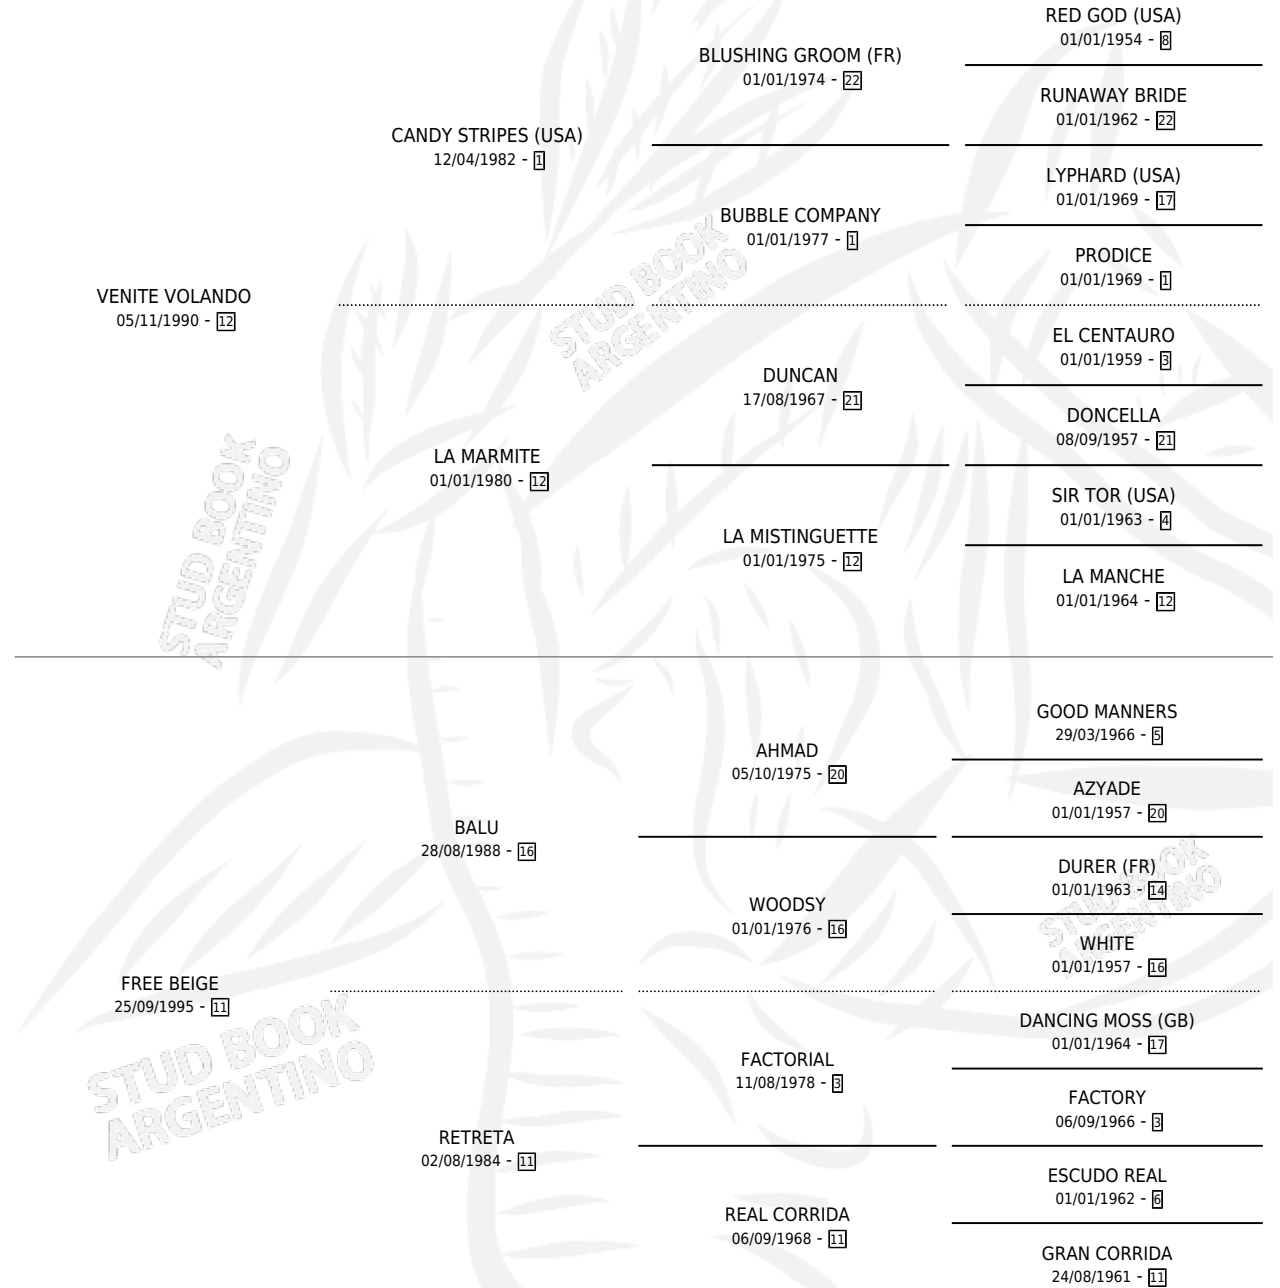 RED GOD (USA)
01/01/1954 - 8
BLUSHING GROOM (FR)
01/01/1974 - 22
RUNAWAY BRIDE
01/01/1962 - 22
CANDY STRIPES (USA)
12/04/1982 - 1
LYPHARD (USA)
01/01/1969 - 17
BUBBLE COMPANY
01/01/1977 - 1
PRODICE
01/01/1969 - 1
VENITE VOLANDO
05/11/1990 - 12
EL CENTAURO
01/01/1959 - 3
DUNCAN
17/08/1967 - 21
DONCELLA
08/09/1957 - 21
LA MARMITE
01/01/1980 - 12
SIR TOR (USA)
01/01/1963 - 4
LA MISTINGUETTE
01/01/1975 - 12
LA MANCHE
01/01/1964 - 12
STUD BOOK
ARGENTINO
STUD BOOK
ARGENTINO
GOOD MANNERS
29/03/1966 - 5
AHMAD
05/10/1975 - 20
AZYADE
01/01/1957 - 20
BALU
28/08/1988 - 16
DURER (FR)
01/01/1963 - 14
WOODSY
01/01/1976 - 16
WHITE
01/01/1957 - 16
STUD BOOK
ARGENTINO
FREE BEIGE
25/09/1995 - 11
DANCING MOSS (GB)
01/01/1964 - 17
FACTORIAL
11/08/1978 - 3
FACTORY
06/09/1966 - 3
STUD BOOK
ARGENTINO
RETRETA
02/08/1984 - 11
ESCUDO REAL
01/01/1962 - 6
REAL CORRIDA
06/09/1968 - 11
GRAN CORRIDA
24/08/1961 - 11